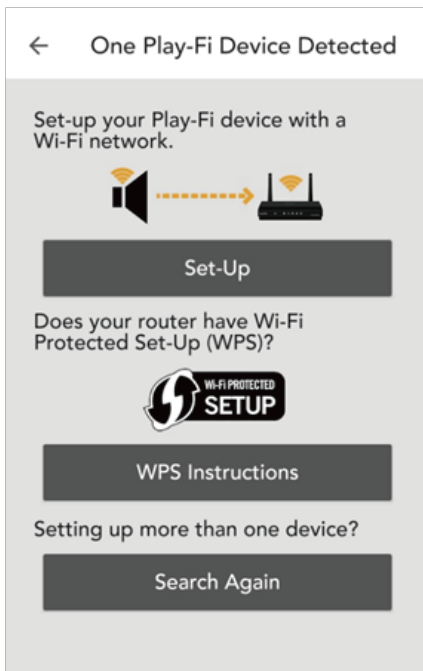 One Play-Fi Device Detected
Set-up your Play-Fi device with a
Wi-Fi network.
Set-Up
Does your router have Wi-Fi
Protected Set-Up (WPS)?
Wi-Fi PROTECTED
SETUP
WPS Instructions
Setting up more than one device?
Search Again